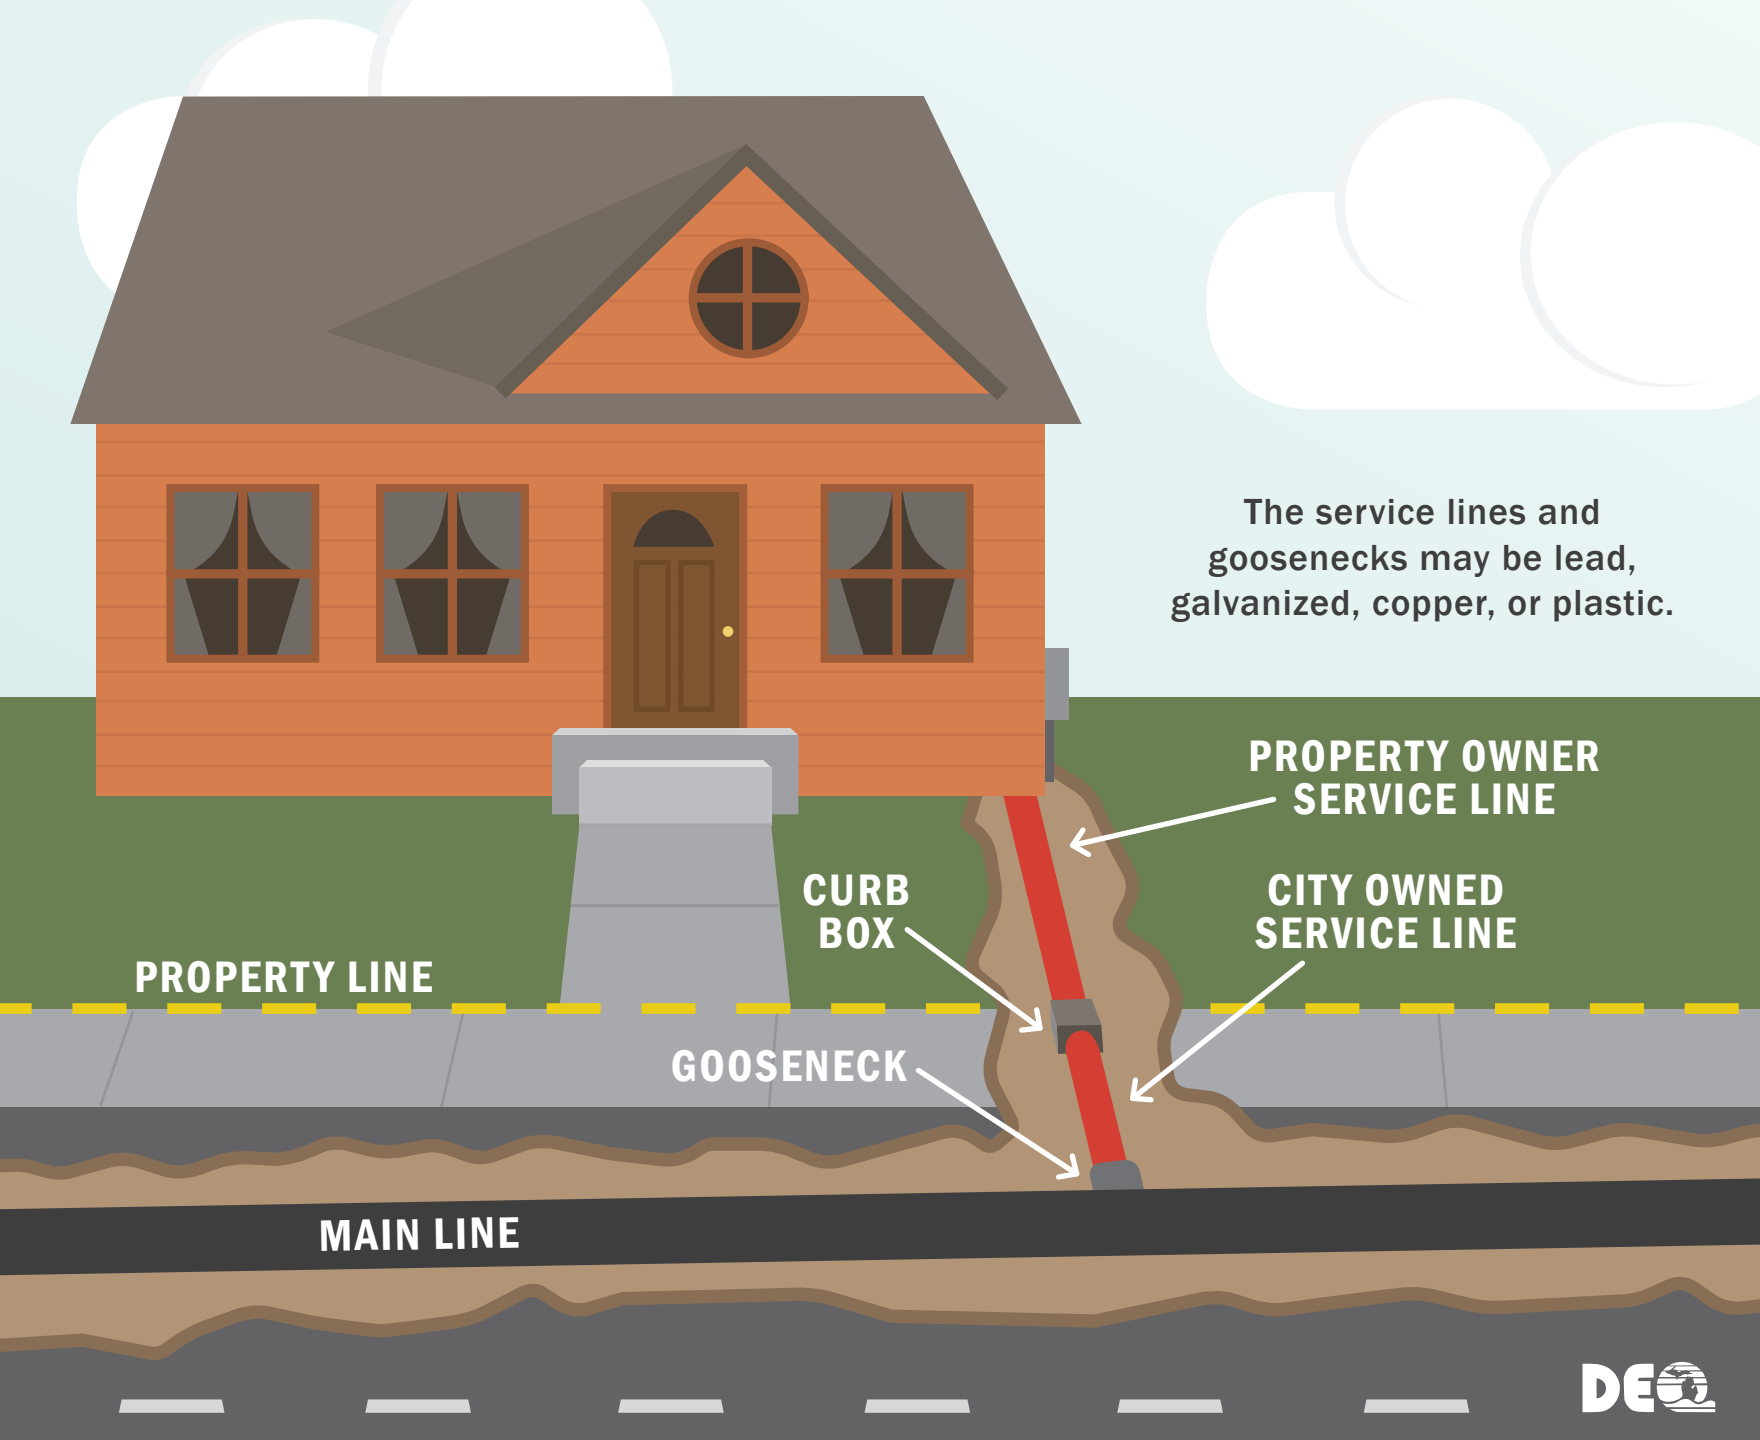 The service lines and
goosenecks may be lead,
galvanized, copper, or plastic.
PROPERTY OWNER
SERVICE LINE
CURB
BOX
CITY OWNED
SERVICE LINE
PROPERTY LINE
GOOSENECK
MAIN LINE
DEQ